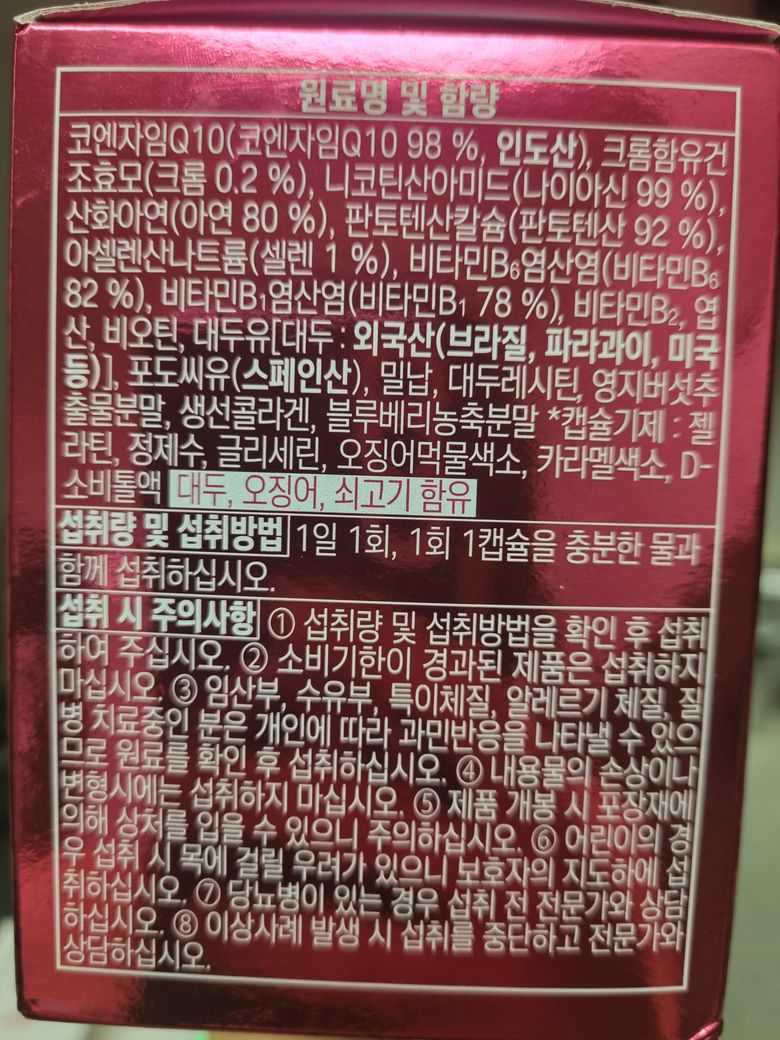 원료명 및 함량
코엔자임Q10(코엔자임Q10 98 %, 인도산), 크롬함유건
조효모(크롬 0.2 %), 니코틴산아미드(나이아신 99 %),
산화아연(아연 80 %), 판토텐산칼슘(판토텐산 92 %),
아셀렌산나트륨(셀렌 1 %), 비타민B₆염산염(비타민B₆
82 %), 비타민B₁염산염(비타민B₁ 78 %), 비타민B₂, 엽
산, 비오틴, 대두유[대두 : 외국산(브라질, 파라과이, 미국
등)], 포도씨유(스페인산), 밀납, 대두레시틴, 영지버섯추
출물분말, 생선콜라겐, 블루베리농축분말 *캡슐기제 : 젤
라틴, 정제수, 글리세린, 오징어먹물색소, 카라멜색소, D-
소비톨액 대두, 오징어, 쇠고기 함유
섭취량 및 섭취방법 1일 1회, 1회 1캡슐을 충분한 물과
함께 섭취하십시오.
섭취 시 주의사항 ① 섭취량 및 섭취방법을 확인 후 섭취
하여 주십시오. ② 소비기한이 경과된 제품은 섭취하지
마십시오. ③ 임산부, 수유부, 특이체질, 알레르기 체질, 질
병 치료중인 분은 개인에 따라 과민반응을 나타낼 수 있으
므로 원료를 확인 후 섭취하십시오. ④ 내용물의 손상이나
변형시에는 섭취하지 마십시오. ⑤ 제품 개봉 시 포장재에
의해 상처를 입을 수 있으니 주의하십시오. ⑥ 어린이의 경
우 섭취 시 목에 걸릴 우려가 있으니 보호자의 지도하에 섭
취하십시오. ⑦ 당뇨병이 있는 경우 섭취 전 전문가와 상담
하십시오. ⑧ 이상사례 발생 시 섭취를 중단하고 전문가와
상담하십시오.